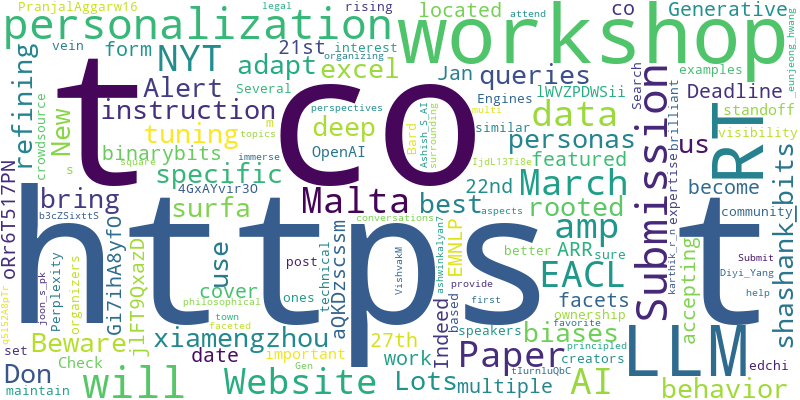 PranjalAggarw16
legal
rising
located
co
Generative
personalization
workshop
_eunjeong_hwang
vein
form
NYT
21st
interest
attend
adapt
excel
Jan
queries
Search
examples
organizing
Several
Alert
Engines
lWVZPDWSii
Deadline
refining
New
crowdsource
instruction
tuning
deep
m
perspectives
multi
Bard
Ashish_S_AI
surrounding
data
Submission
expertise
brilliant
RT
standoff
visibility
binarybits
OpenAI
topics
similar
personas
us
s
specific
square
immerse
IjdL13Ti8e
featured
oRr6T517PN
bring
4GxAYvir3O
t
co
22nd
become
b3cZSixttS
Gi7ihA8yfO
surfa
Malta
best
March
rooted
karthik_r_n
accepting
community
shashank_bits
https
t
conversations
aspects
amp
jlFT9QxazD
use
aQKDzscssm
VishvakM
ashwinkalyan7
EMNLP
ARR
sure
Submit
Diyi_Yang
qS15ZA8pTr
joon_s_pk
Perplexity
organizers
cover
post
technical
philosophical
better
EACL
facets
help
provide
ones
Indeed
based
first
speakers
biases
ownership
LLM
Beware
xiamengzhou
town
faceted
27th
work
Paper
principled
favorite
creators
Don
set
Check
date
important
Lots
multiple
edchi
maintain
will
Website
Gen
tIurnluQbC
AI
behavior